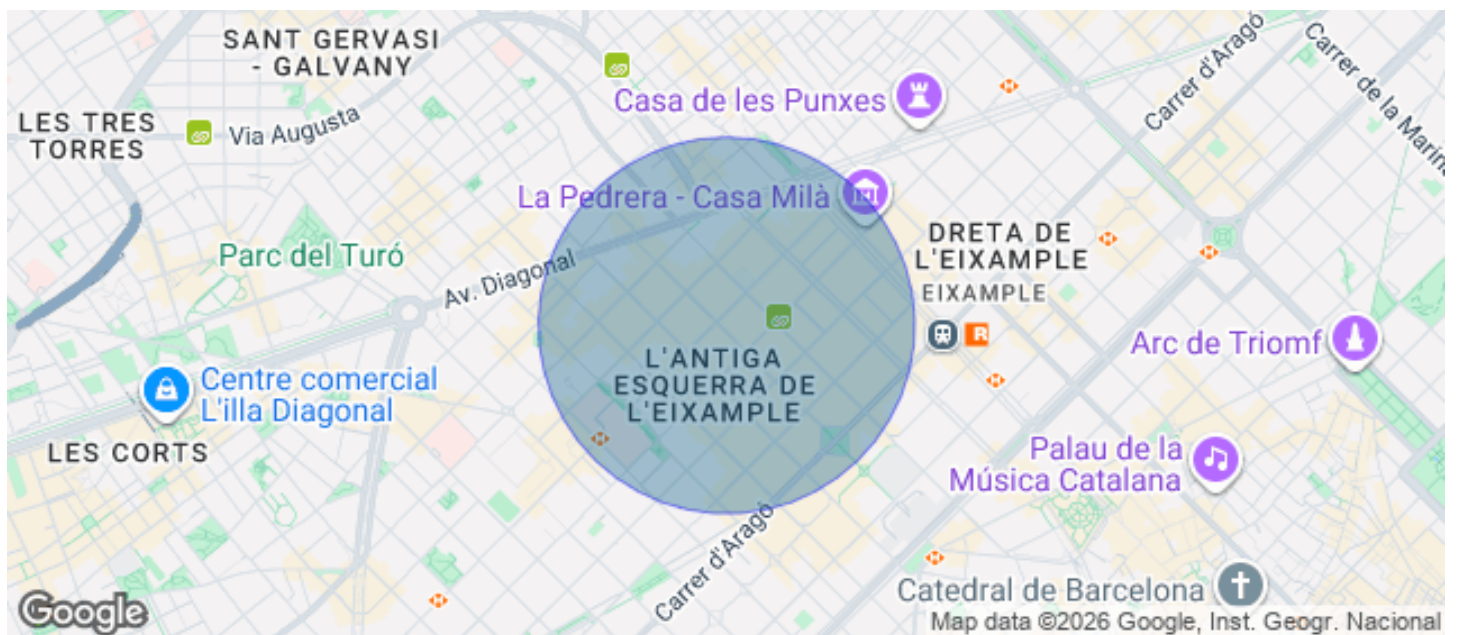 SANT GERVASI
- GALVANY
Carrer d'Aragó
Carrer de la Marina
Casa de les Punxes
LES TRES
TORRES
Via Augusta
La Pedrera - Casa Milà
DRETA DE
L'EIXAMPLE
EIXAMPLE
Parc del Turó
Av. Diagonal
R
Arc de Triomf
L'ANTIGA
ESQUERRA DE
L'EIXAMPLE
Centre comercial
L'illa Diagonal
LES CORTS
Palau de la
Música Catalana
Carrer d'Aragó
Catedral de Barcelona
Google
Map data ©2026 Google, Inst. Geogr. Nacional